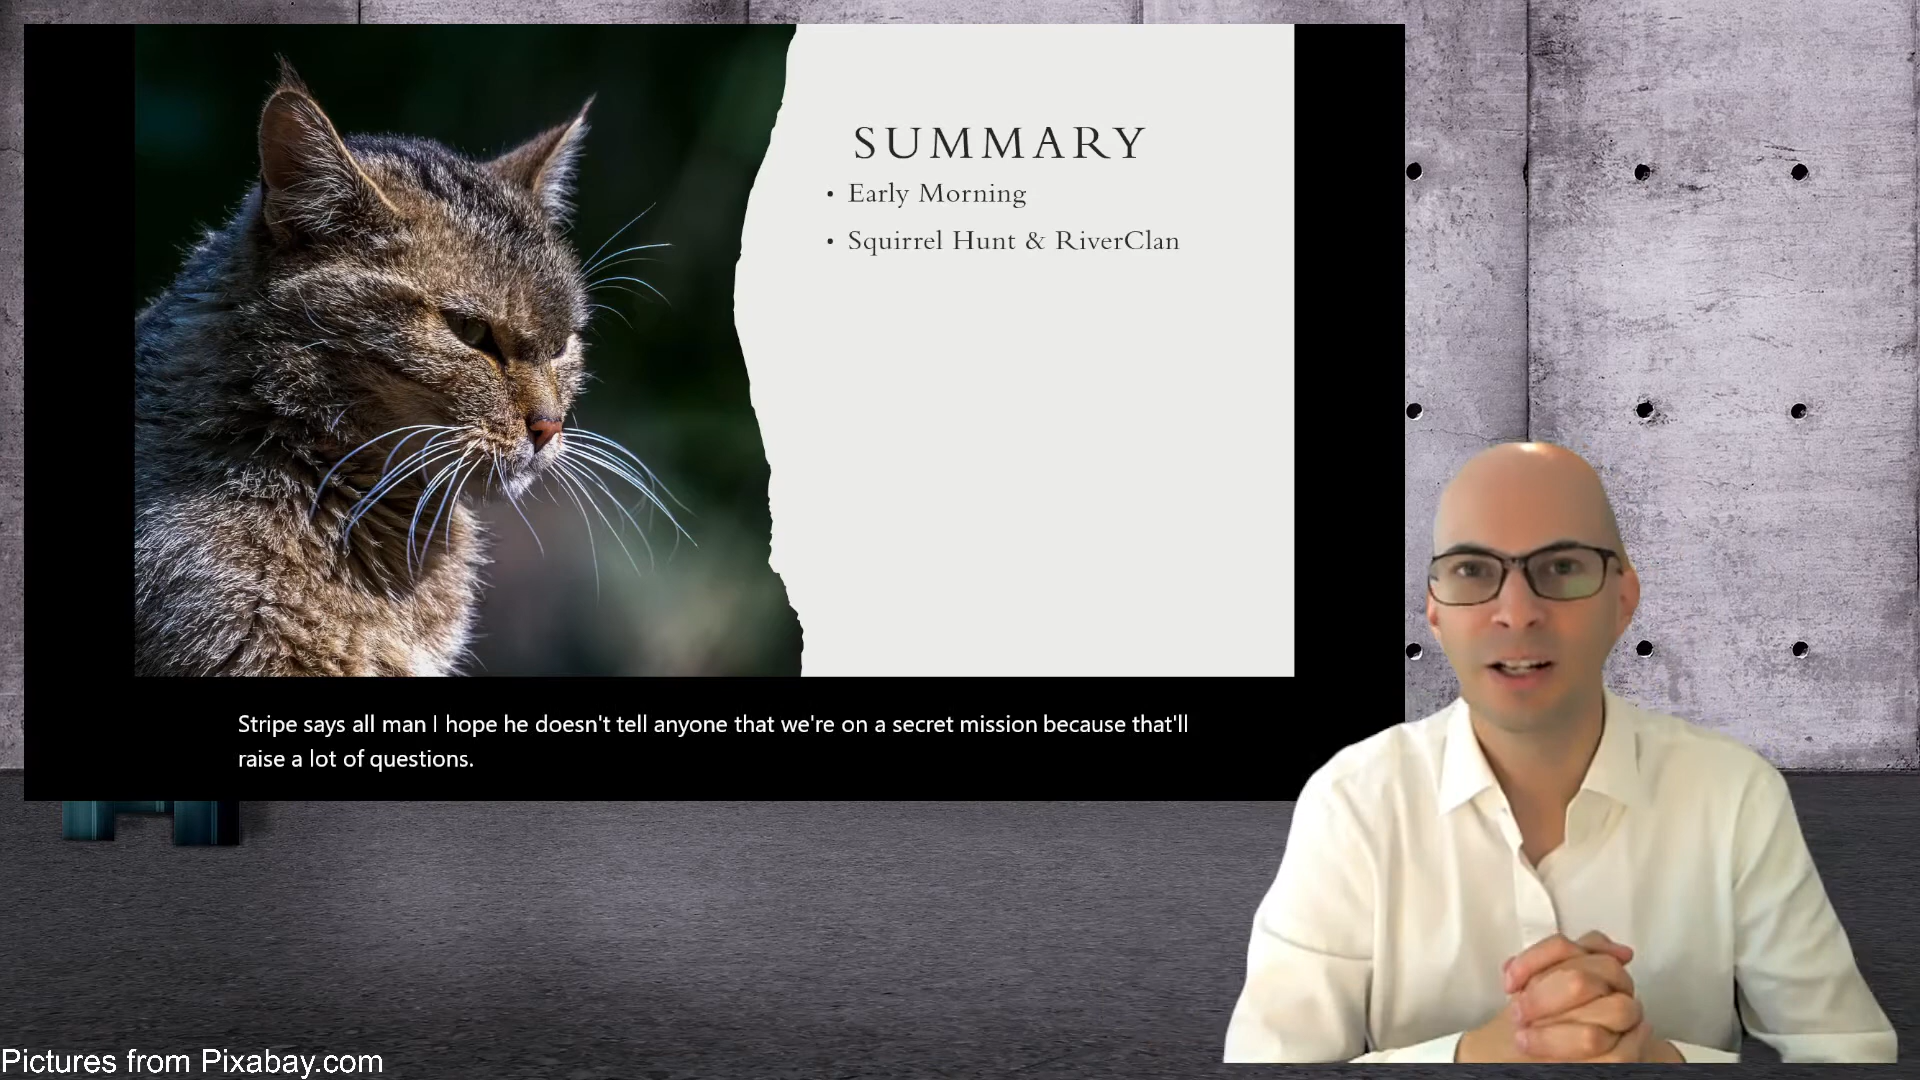 SUMMARY
• Early Morning
• Squirrel Hunt & RiverClan
Stripe says all man I hope he doesn't tell anyone that we're on a secret mission because that'll
raise a lot of questions.
Pictures from Pixabay.com